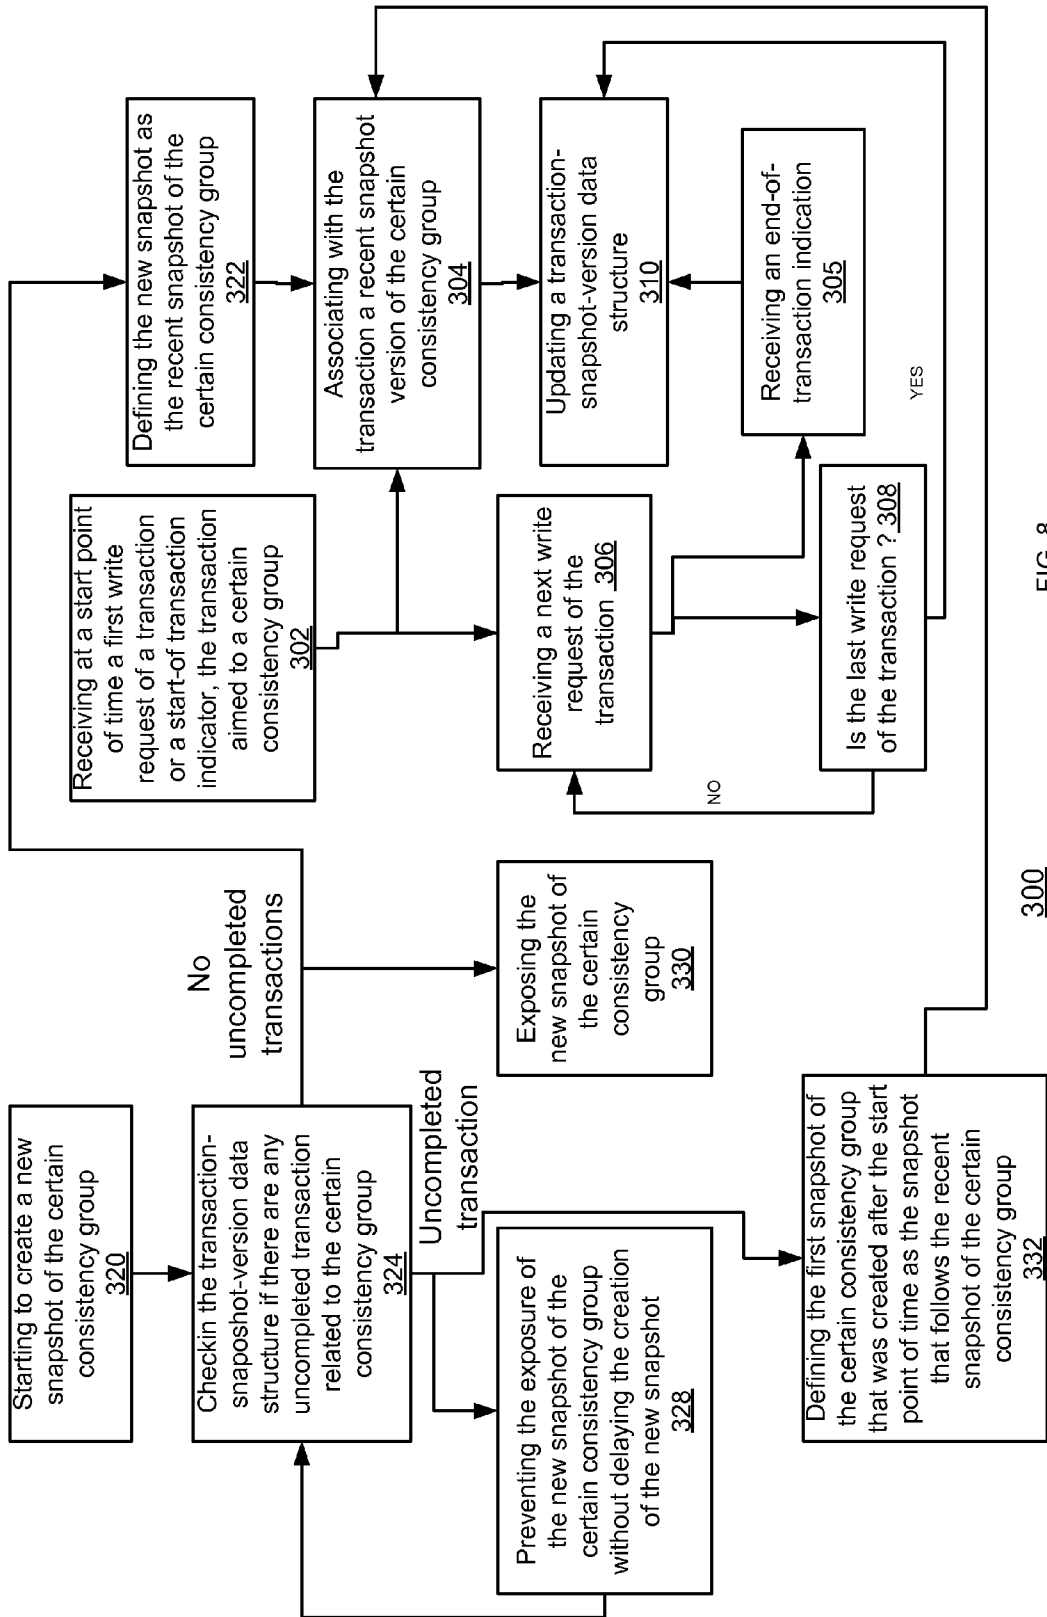 Starting to create a new
snapshot of the certain
consistency group
320
Checkin the transaction-
snaposhot-version data
structure if there are any
uncompleted transaction
related to the certain
consistency group
324
No
uncompleted
transactions
Uncompleted
transaction
Preventing the exposure of
the new snapshot of the
certain consistency group
without delaying the creation
of the new snapshot
328
Exposing the
new snapshot of
the certain
consistency
group
330
Defining the first snapshot of
the certain consistency group
that was created after the start
point of time as the snapshot
that follows the recent
snapshot of the certain
consistency group
332
Receiving at a start point
of time a first write
request of a transaction
or a start-of transaction
indicator, the transaction
aimed to a certain
consistency group
302
Defining the new snapshot as
the recent snapshot of the
certain consistency group
322
Associating with the
transaction a recent snapshot
version of the certain
consistency group
304
Receiving a next write
request of the
transaction 306
Updating a transaction-
snapshot-version data
structure
310
Receiving an end-of-
transaction indication
305
NO
Is the last write request
of the transaction ? 308
YES
300
FIG. 8